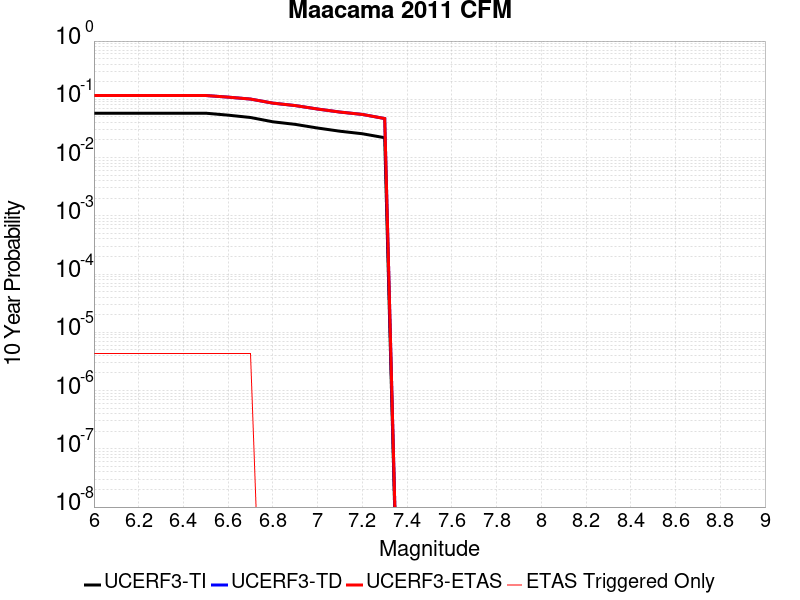 Maacama 2011 CFM
10 0
10 -1
10 -2
10 -3
10 -4
10 -5
10 -6
10 -7
10 -8
10 Year Probability
6 6.2 6.4 6.6 6.8 7 7.2 7.4 7.6 7.8 8 8.2 8.4 8.6 8.8 9
Magnitude
UCERF3-TI UCERF3-TD UCERF3-ETAS ETAS Triggered Only